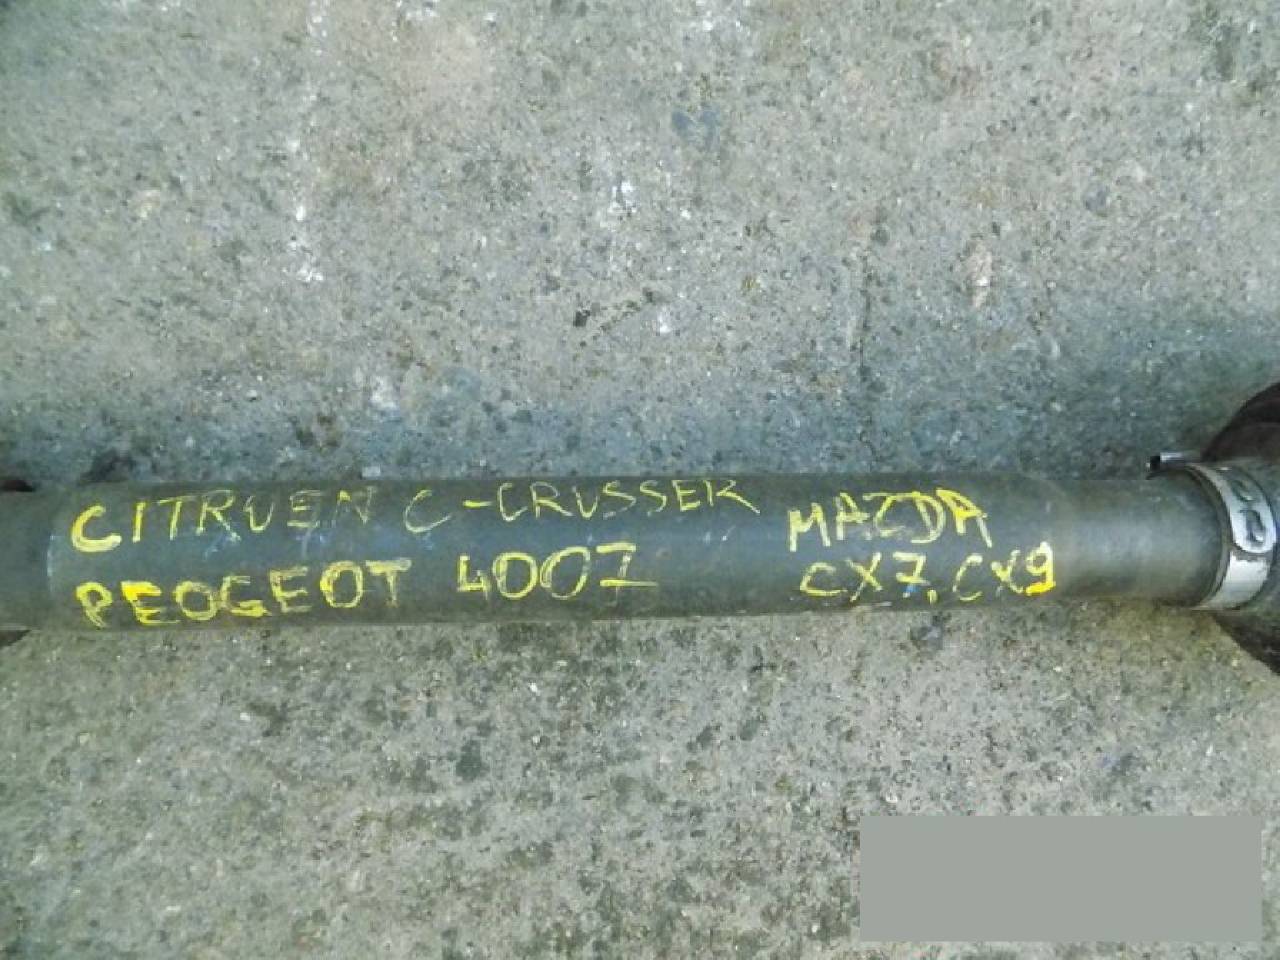 CITRUEN C-CRUSSER
PEOGEOT 4007
MAZDA
CX7, CX9